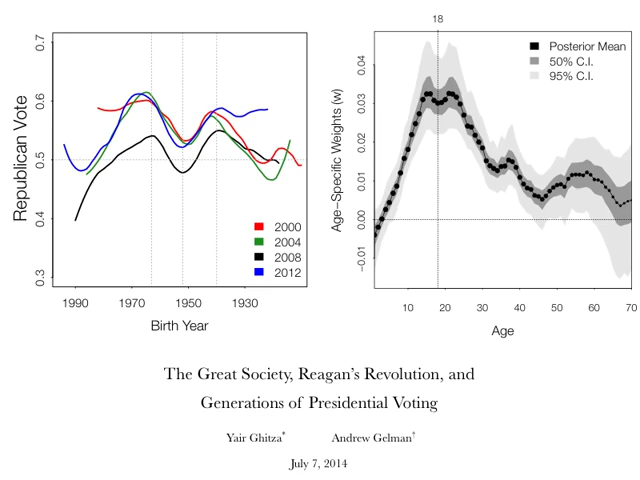 18
0.7
0.6
0.5
0.4
0.3
Republican Vote
2000
2004
2008
2012
1990 1970 1950 1930
Birth Year
Posterior Mean
50% C.I.
95% C.I.
0.04
0.03
0.02
0.01
0.00
−0.01
Age−Specific Weights (w)
10 20 30 40 50 60 70
Age
The Great Society, Reagan's Revolution, and
Generations of Presidential Voting
Yair Ghitza* Andrew Gelman†
July 7, 2014